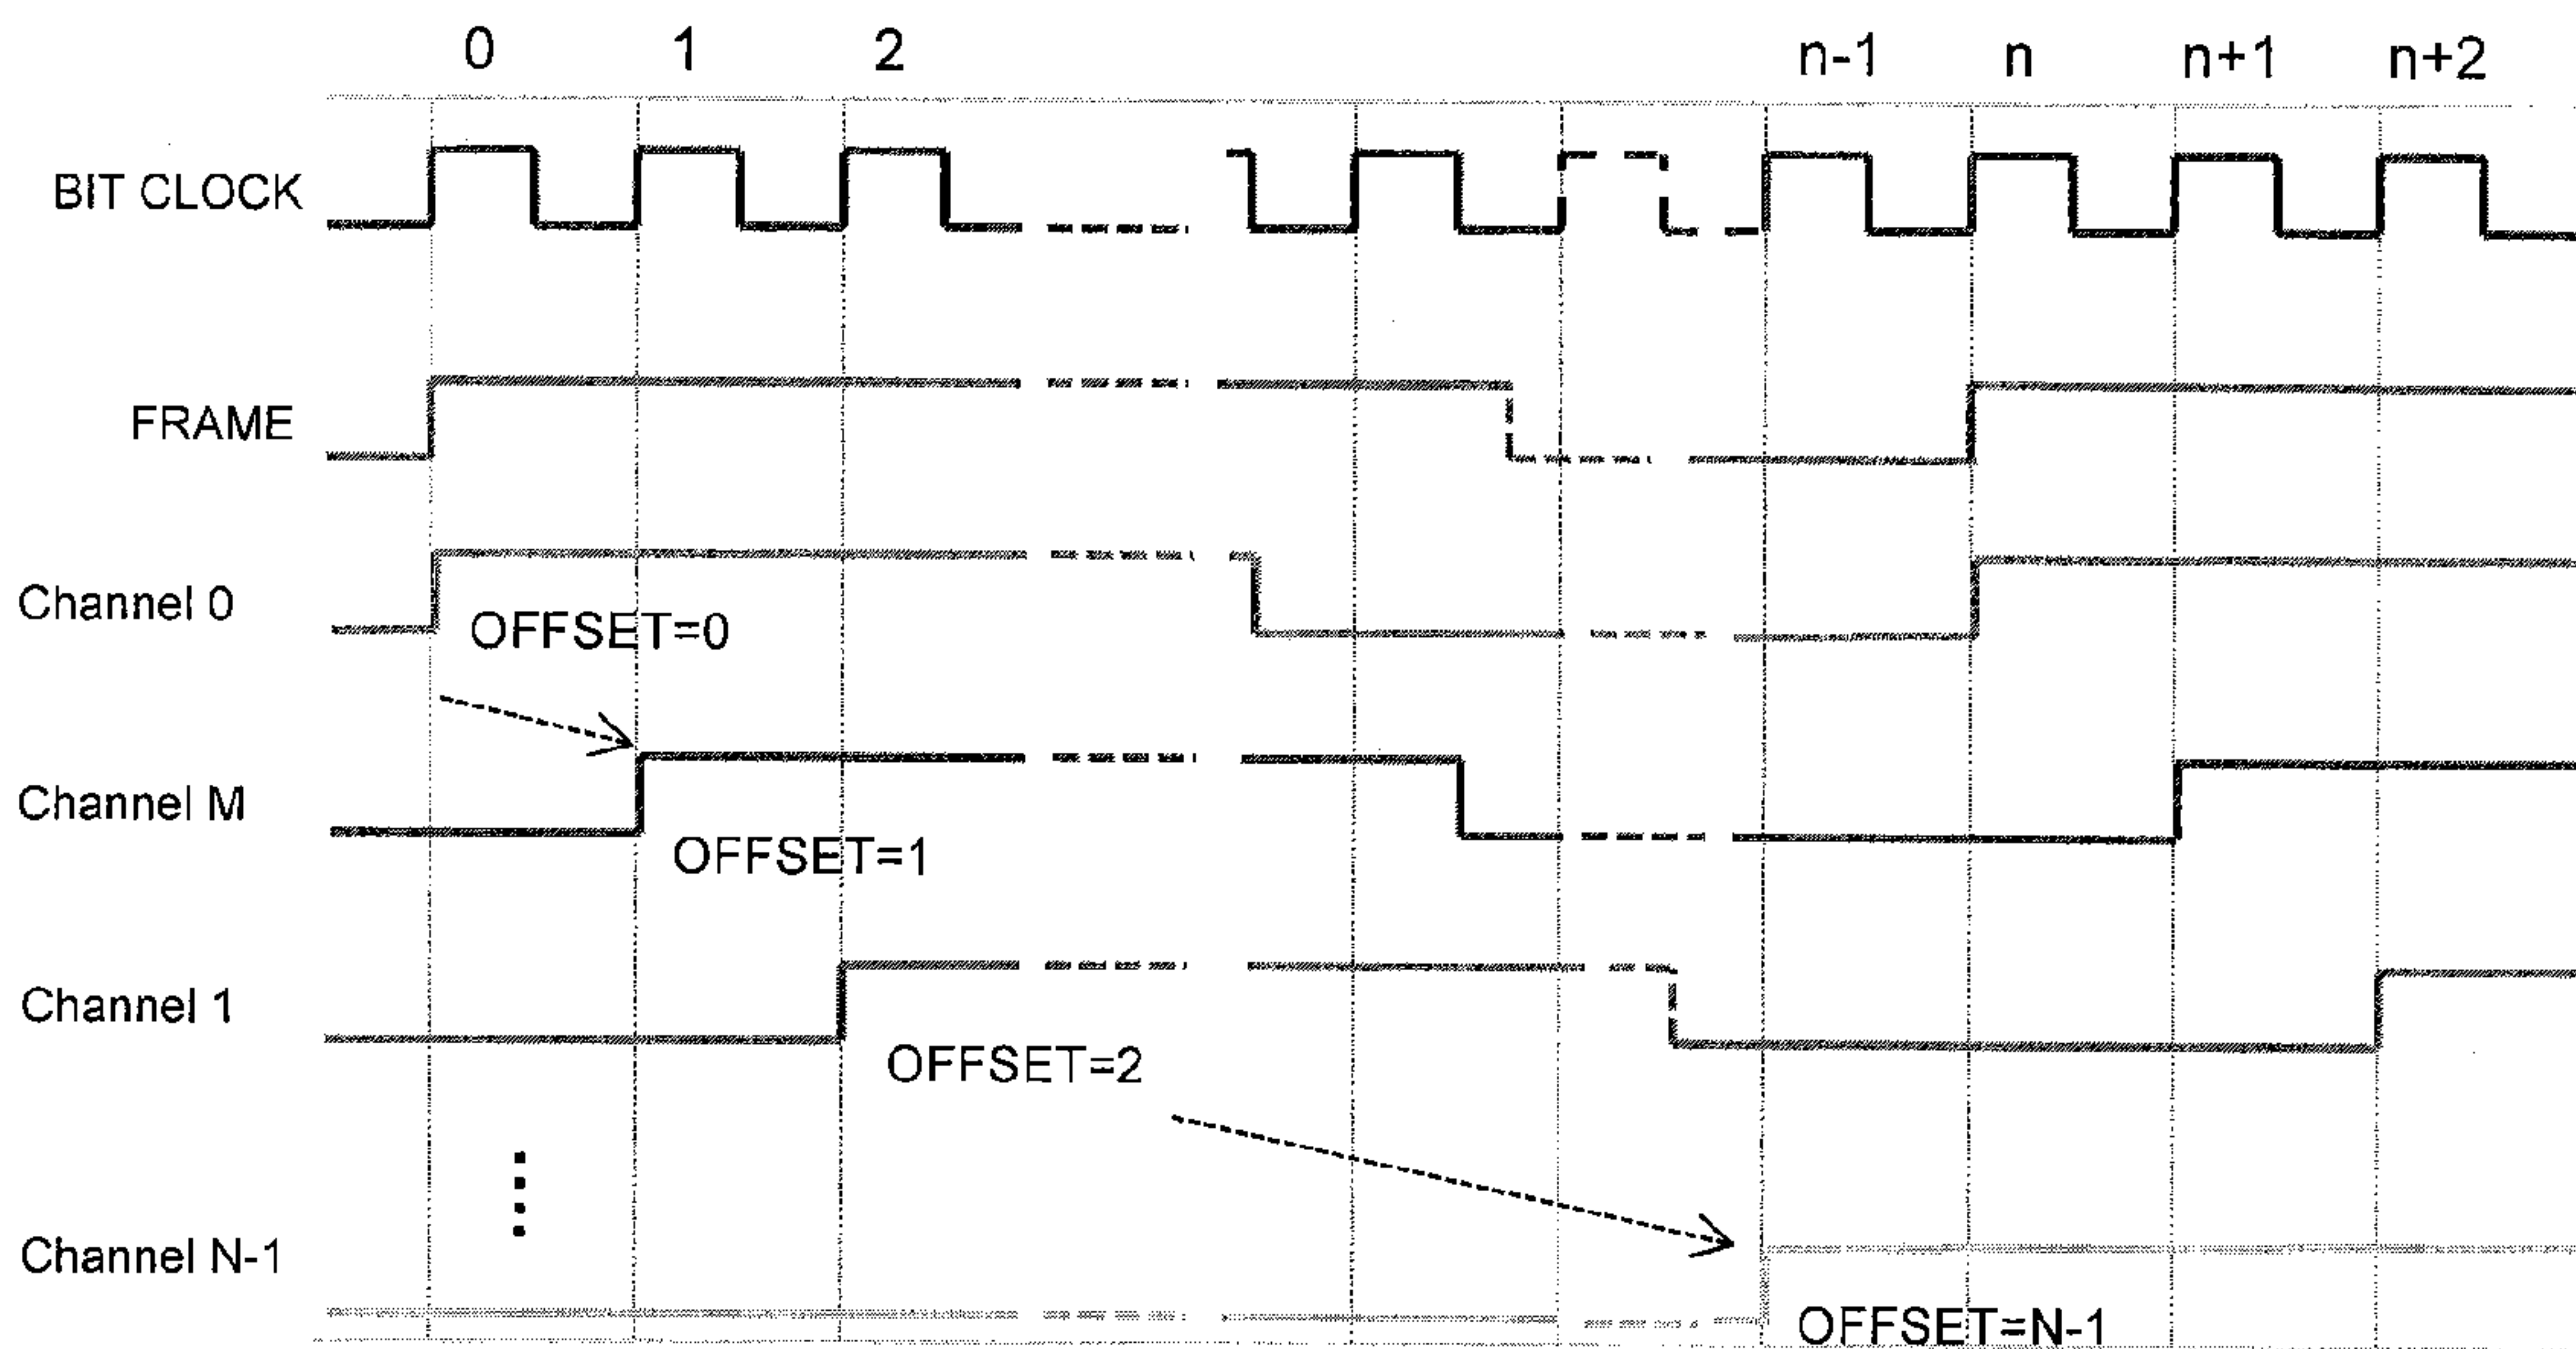 0 1 2 n-1 n n+1 n+2
BIT CLOCK
FRAME
Channel 0
OFFSET=0
Channel M
OFFSET=1
Channel 1
OFFSET=2
Channel N-1
OFFSET=N-1